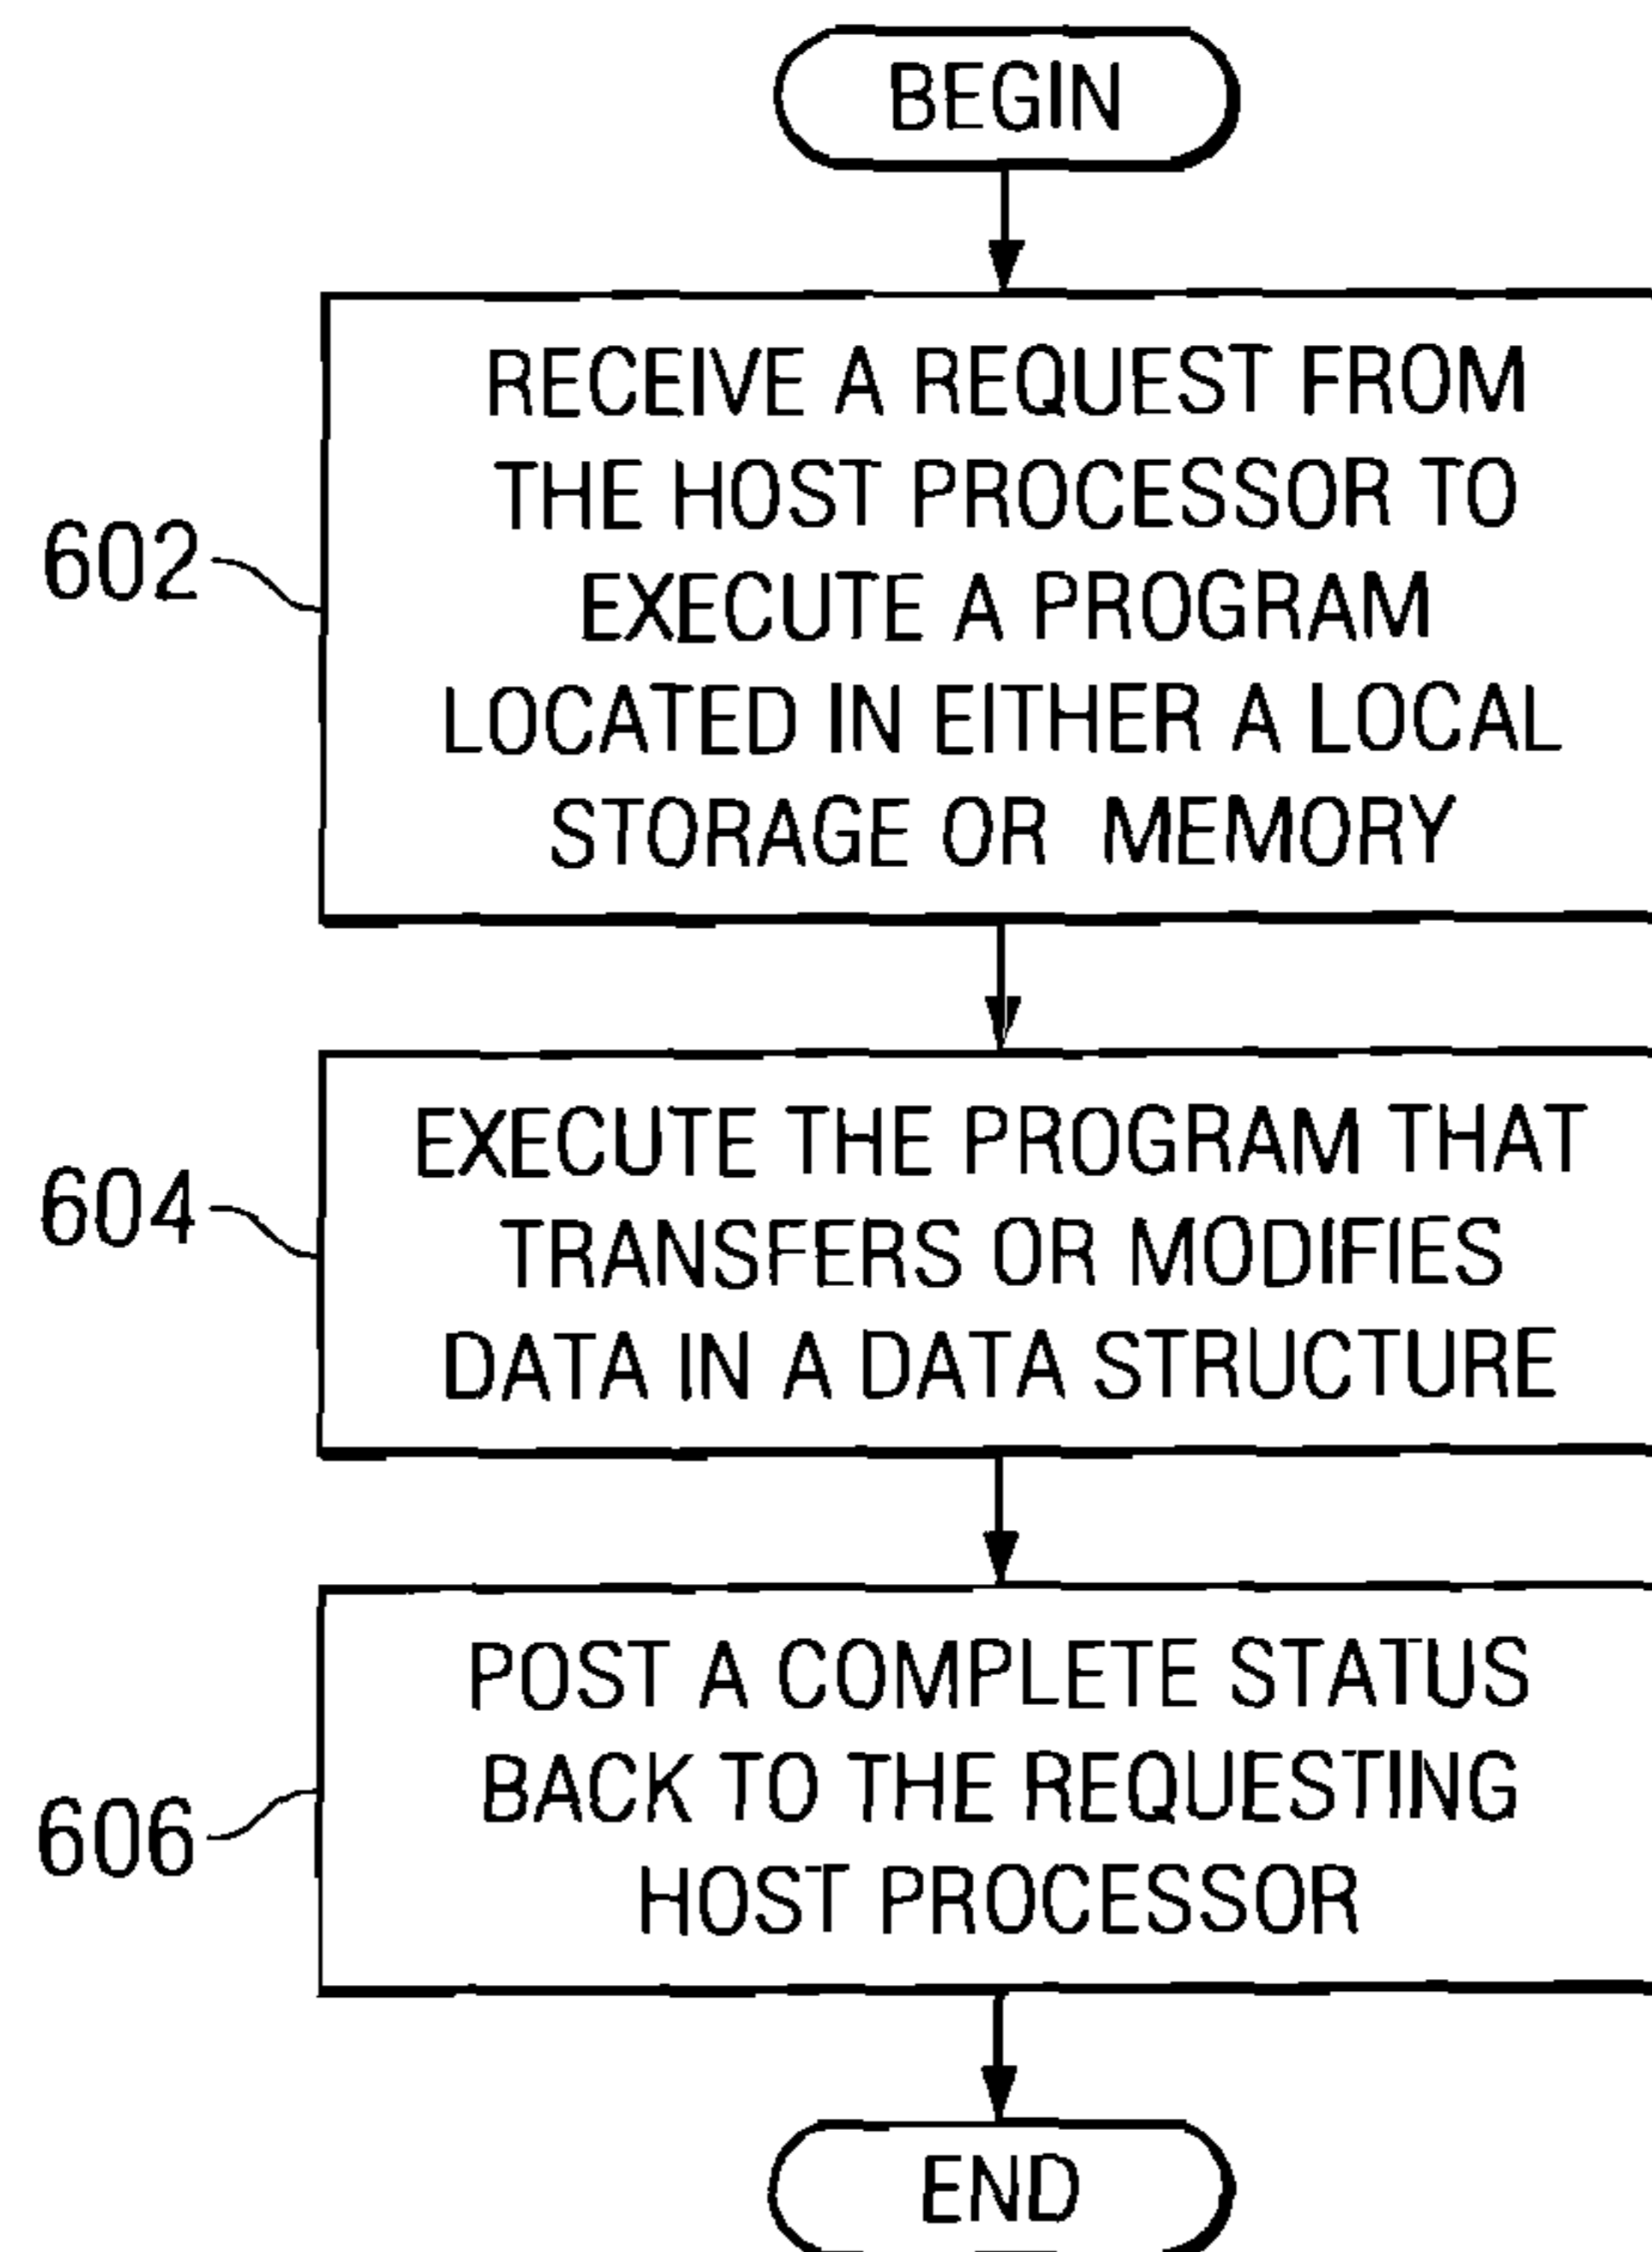 BEGIN
RECEIVE A REQUEST FROM
THE HOST PROCESSOR TO
EXECUTE A PROGRAM
LOCATED IN EITHER A LOCAL
STORAGE OR MEMORY
602
EXECUTE THE PROGRAM THAT
TRANSFERS OR MODIFIES
DATA IN A DATA STRUCTURE
604
POST A COMPLETE STATUS
BACK TO THE REQUESTING
HOST PROCESSOR
606
END